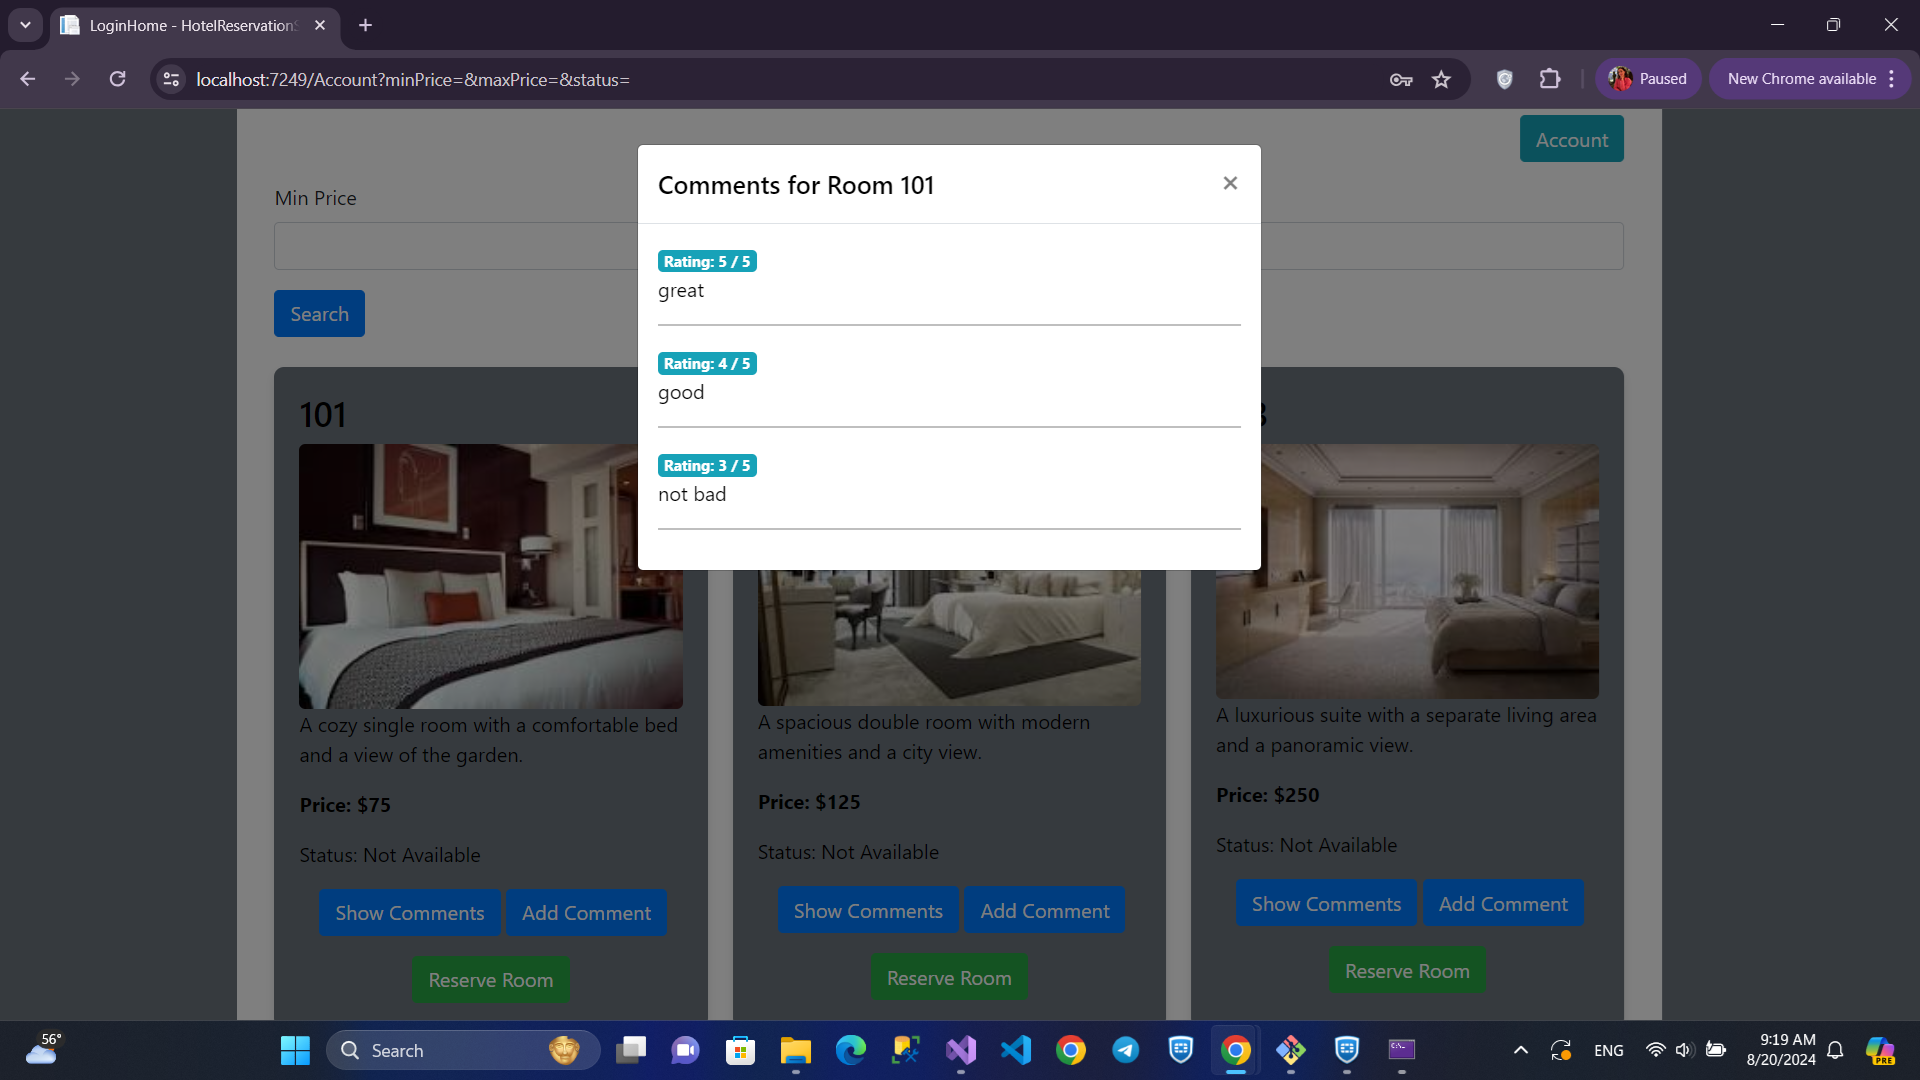 LoginHome - HotelReservationS
localhost:7249/Account?minPrice=&maxPrice=&status=
Paused
New Chrome available
Account
Comments for Room 101
Min Price
Rating: 5 / 5
great
Search
Rating: 4 / 5
good
Rating: 3 / 5
not bad
101
3
A cozy single room with a comfortable bed
and a view of the garden.
Price: $75
Status: Not Available
Show Comments
Add Comment
Reserve Room
A spacious double room with modern
amenities and a city view.
Price: $125
Status: Not Available
Show Comments
Add Comment
Reserve Room
A luxurious suite with a separate living area
and a panoramic view.
Price: $250
Status: Not Available
Show Comments
Add Comment
Reserve Room
56°
Search
ENG
9:19 AM
8/20/2024
PRE